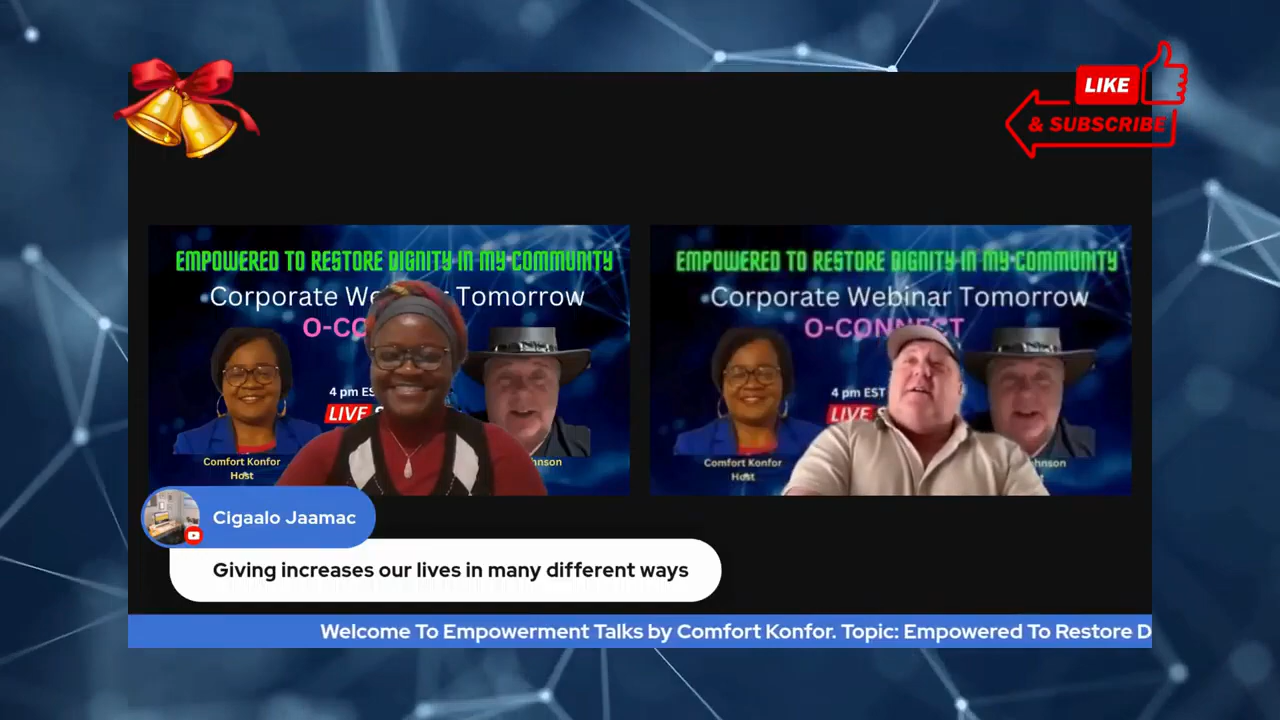 LIKE
& SUBSCRIBE
EMPOWERED TO RESTORE DIGNITY IN MY COMMUNITY
Corporate We Tomorrow
O-CO
4 pm EST
LIVE S
Comfort Konfor
Host
hnson
EMPOWERED TO RESTORE DIGNITY IN MY COMMUNITY
Corporate Webinar Tomorrow
O-CONNECT
4 pm EST
LIVE S
Comfort Konfor
Host
hnson
Cigaalo Jaamac
Giving increases our lives in many different ways
Welcome To Empowerment Talks by Comfort Konfor. Topic: Empowered To Restore D